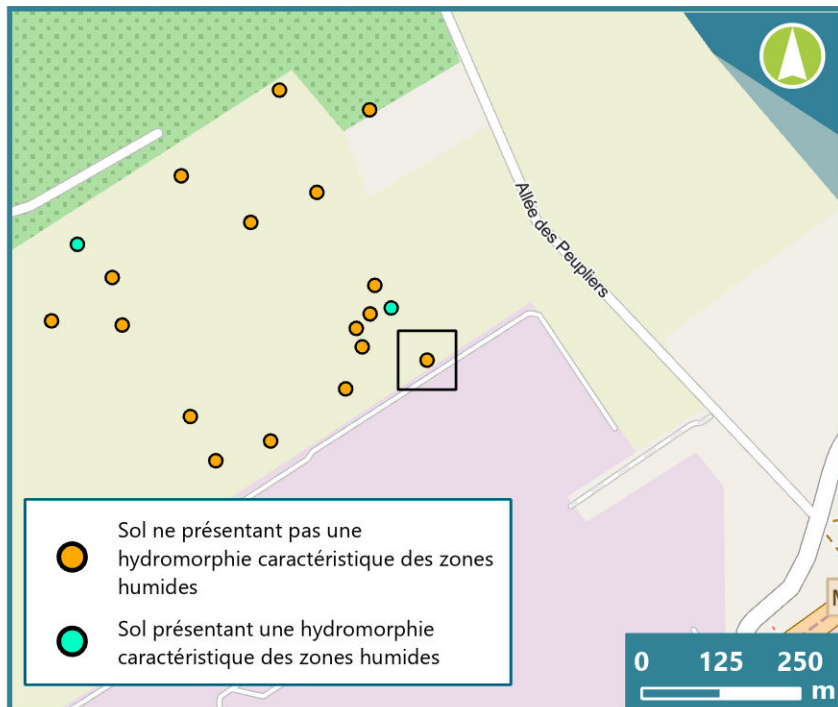 Allée des Peupliers
Sol ne présentant pas une
hydromorphie caractéristique des zones
humides
Sol présentant une hydromorphie
caractéristique des zones humides
M
0 125 250
m